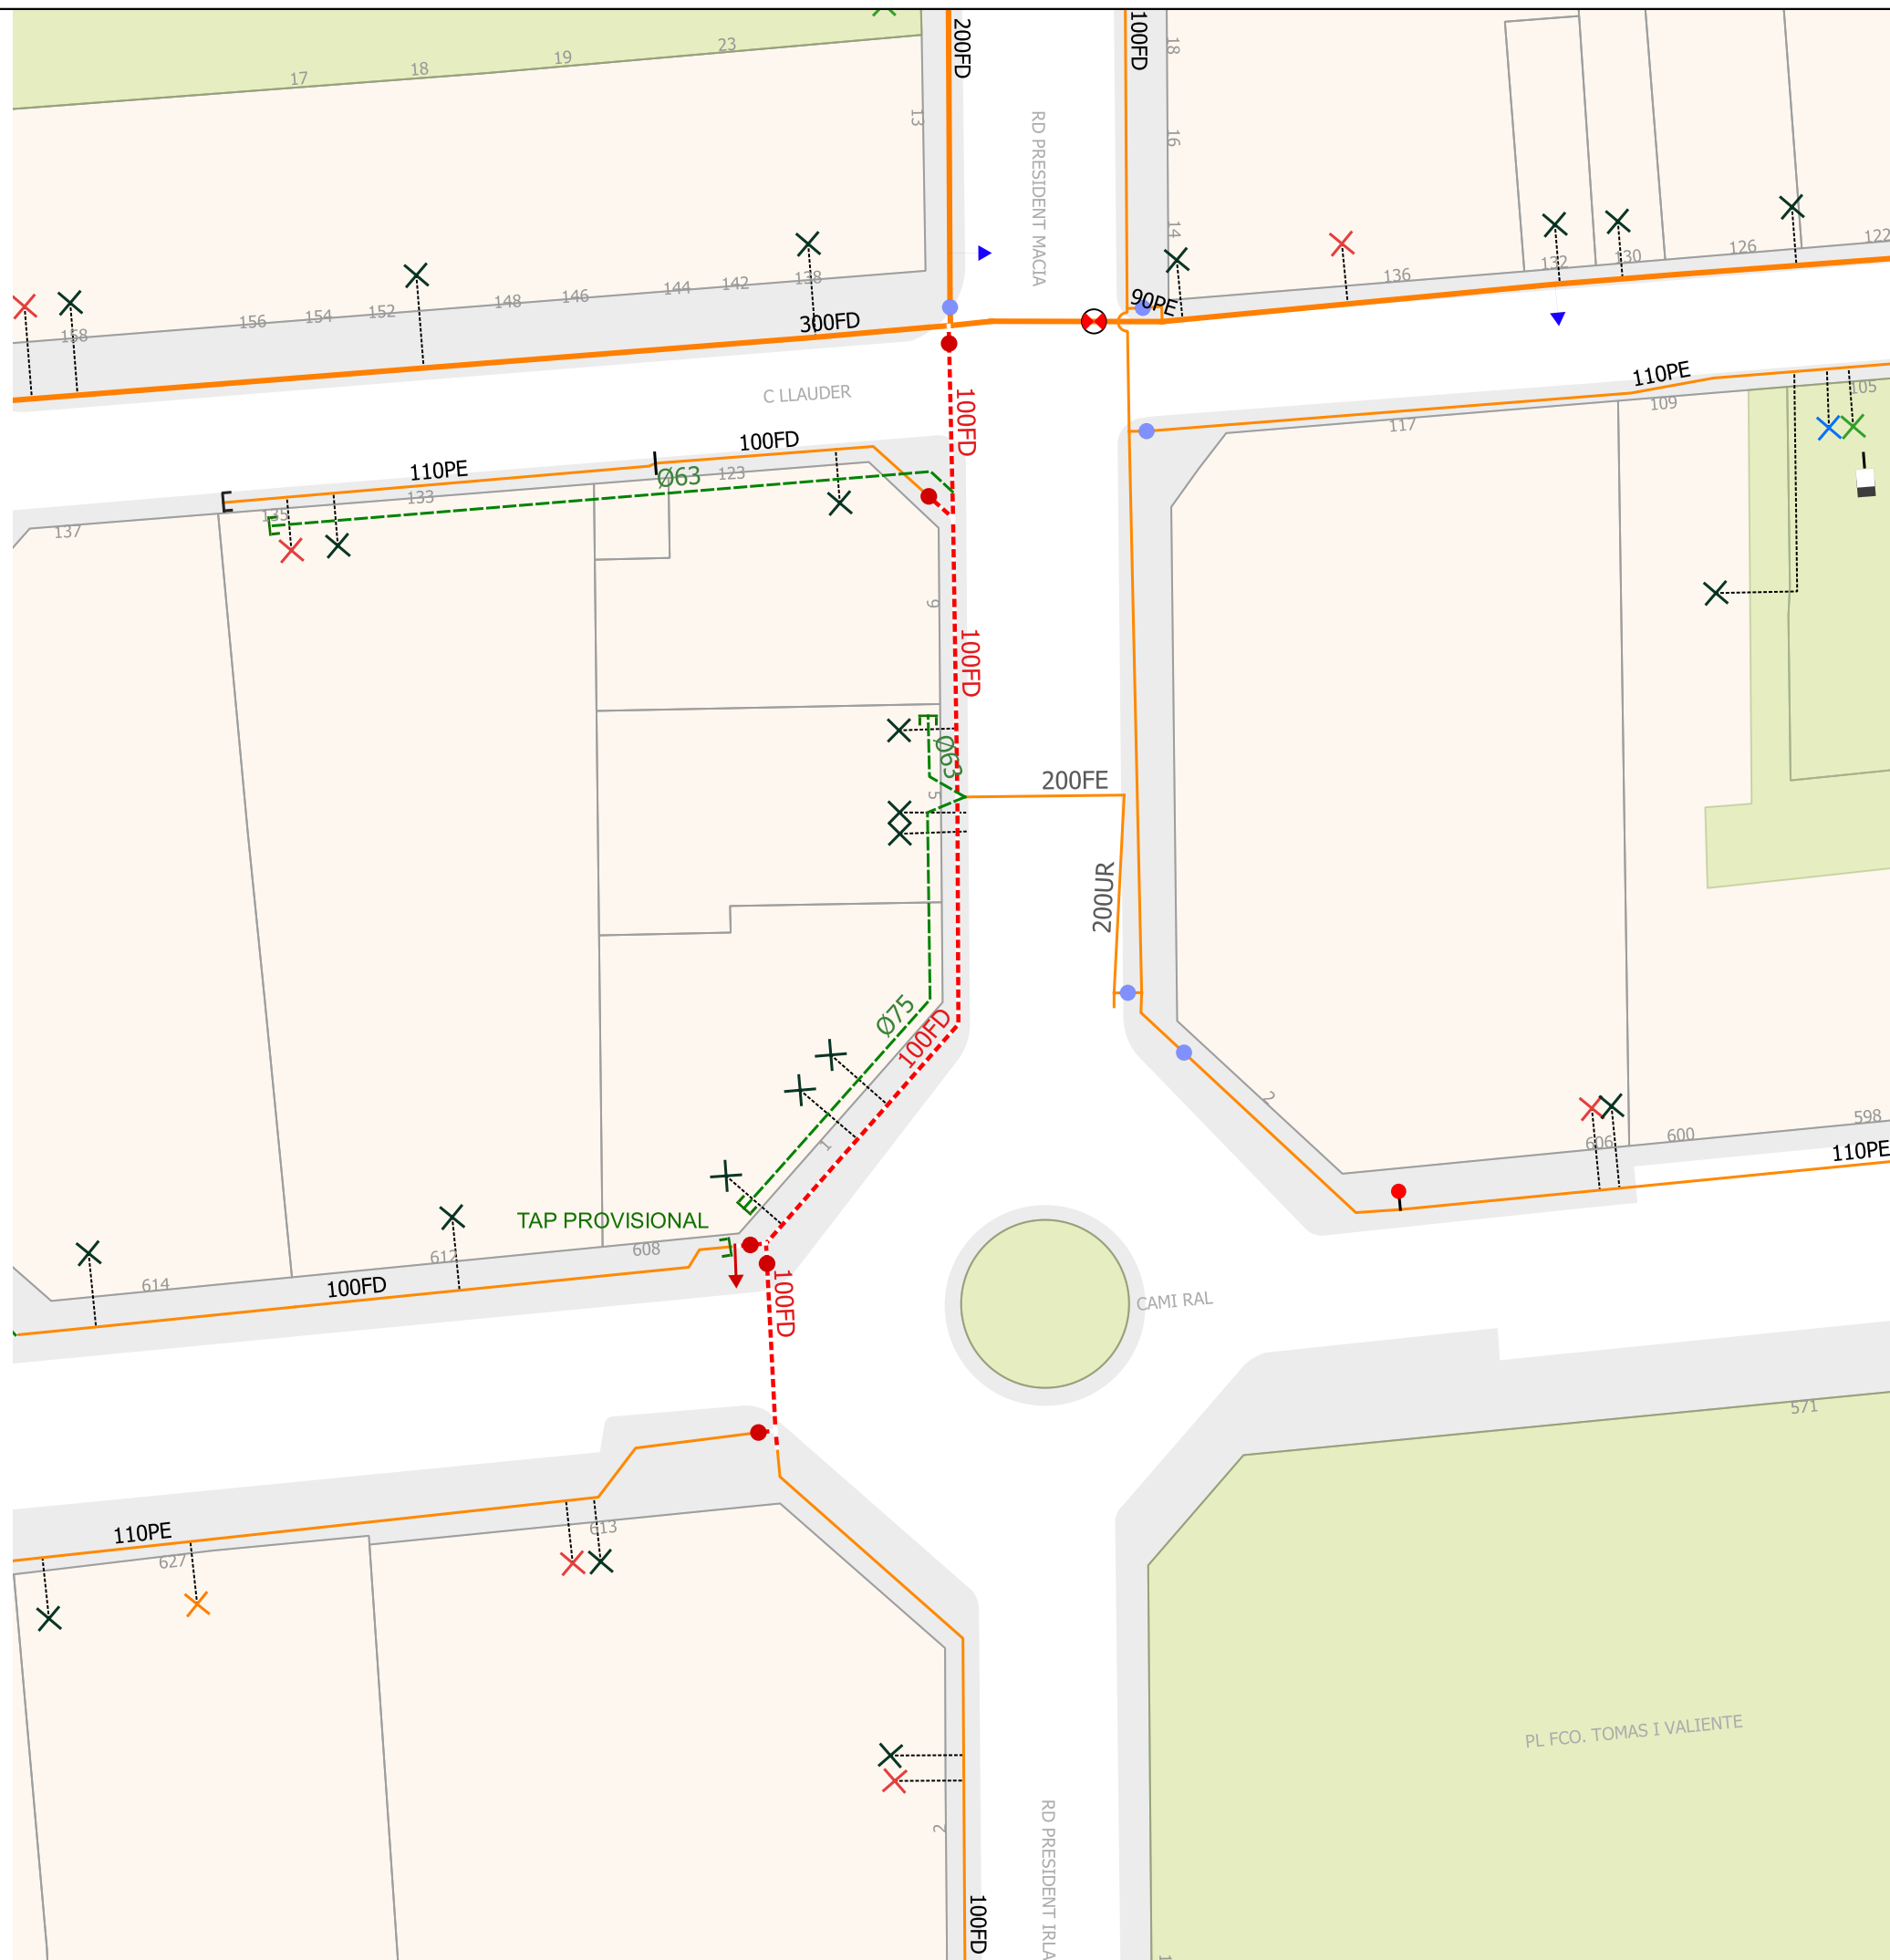 200FD
100FD
23
19
18
17
18
13
16
14
RD PRESIDENT MACIA
122
126
130
132
136
90PE
138
142
144
146
148
152
154
156
158
300FD
C LLAUDER
110PE
105
109
117
100FD
100FD
110PE
123
Ø63
133
135
137
9
100FD
Ø63
5
200FE
200UR
Ø75
100FD
2
1
598
600
606
110PE
TAP PROVISIONAL
608
612
614
100FD
100FD
CAMI RAL
571
613
110PE
627
PL FCO. TOMAS I VALIENTE
2
RD PRESIDENT IRLA
100FD
1